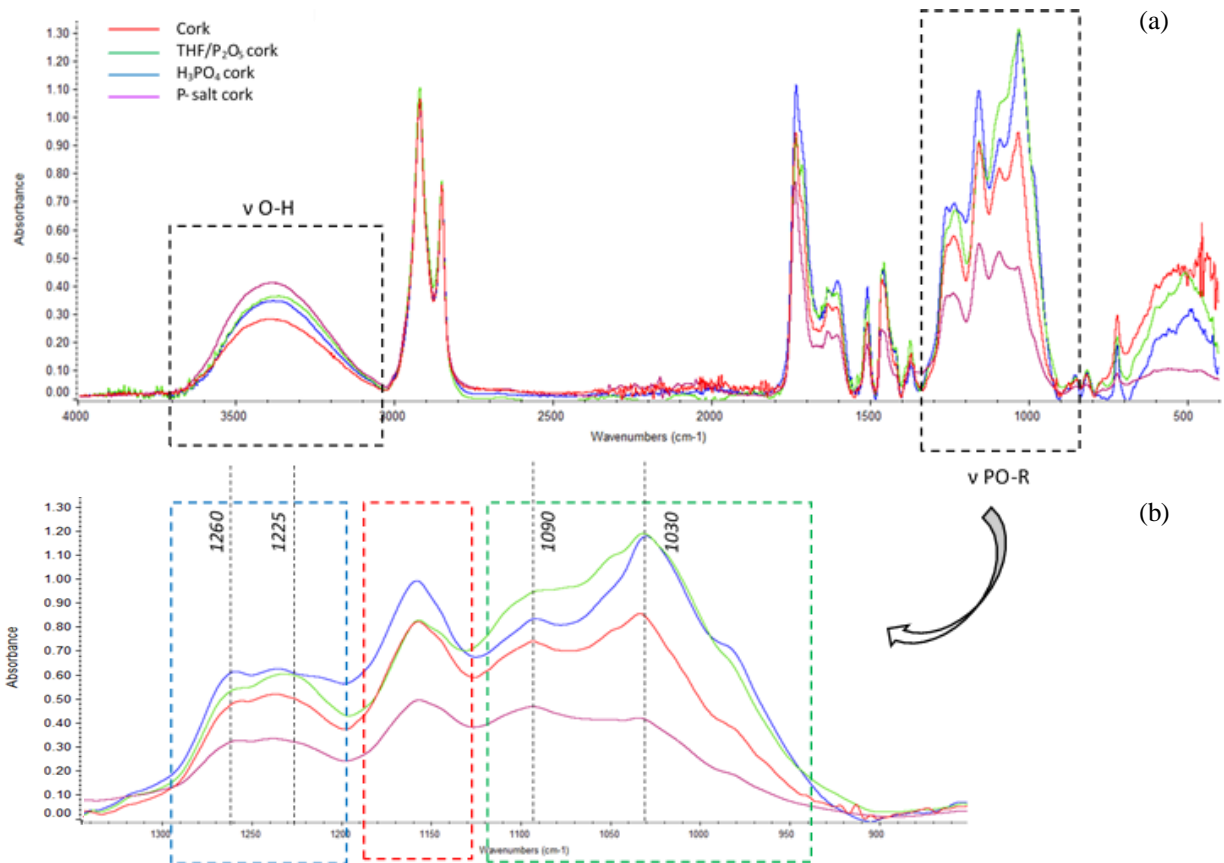 (a)
Cork
THF/P₂O₅ cork
H₃PO₄ cork
P-salt cork
1.30
1.20
1.10
1.00
0.90
0.80
0.70
0.60
0.50
0.40
0.30
0.20
0.10
0.00
Absorbance
ν O-H
4000 3500 3000 2500 2000 1500 1000 500
Wavenumbers (cm-1)
ν PO-R
(b)
1.30
1.20
1.10
1.00
0.90
0.80
0.70
0.60
0.50
0.40
0.30
0.20
0.10
0.00
Absorbance
1260
1225
1090
1030
1300 1250 1200 1150 1100 1050 1000 950 900
Wavenumbers (cm-1)